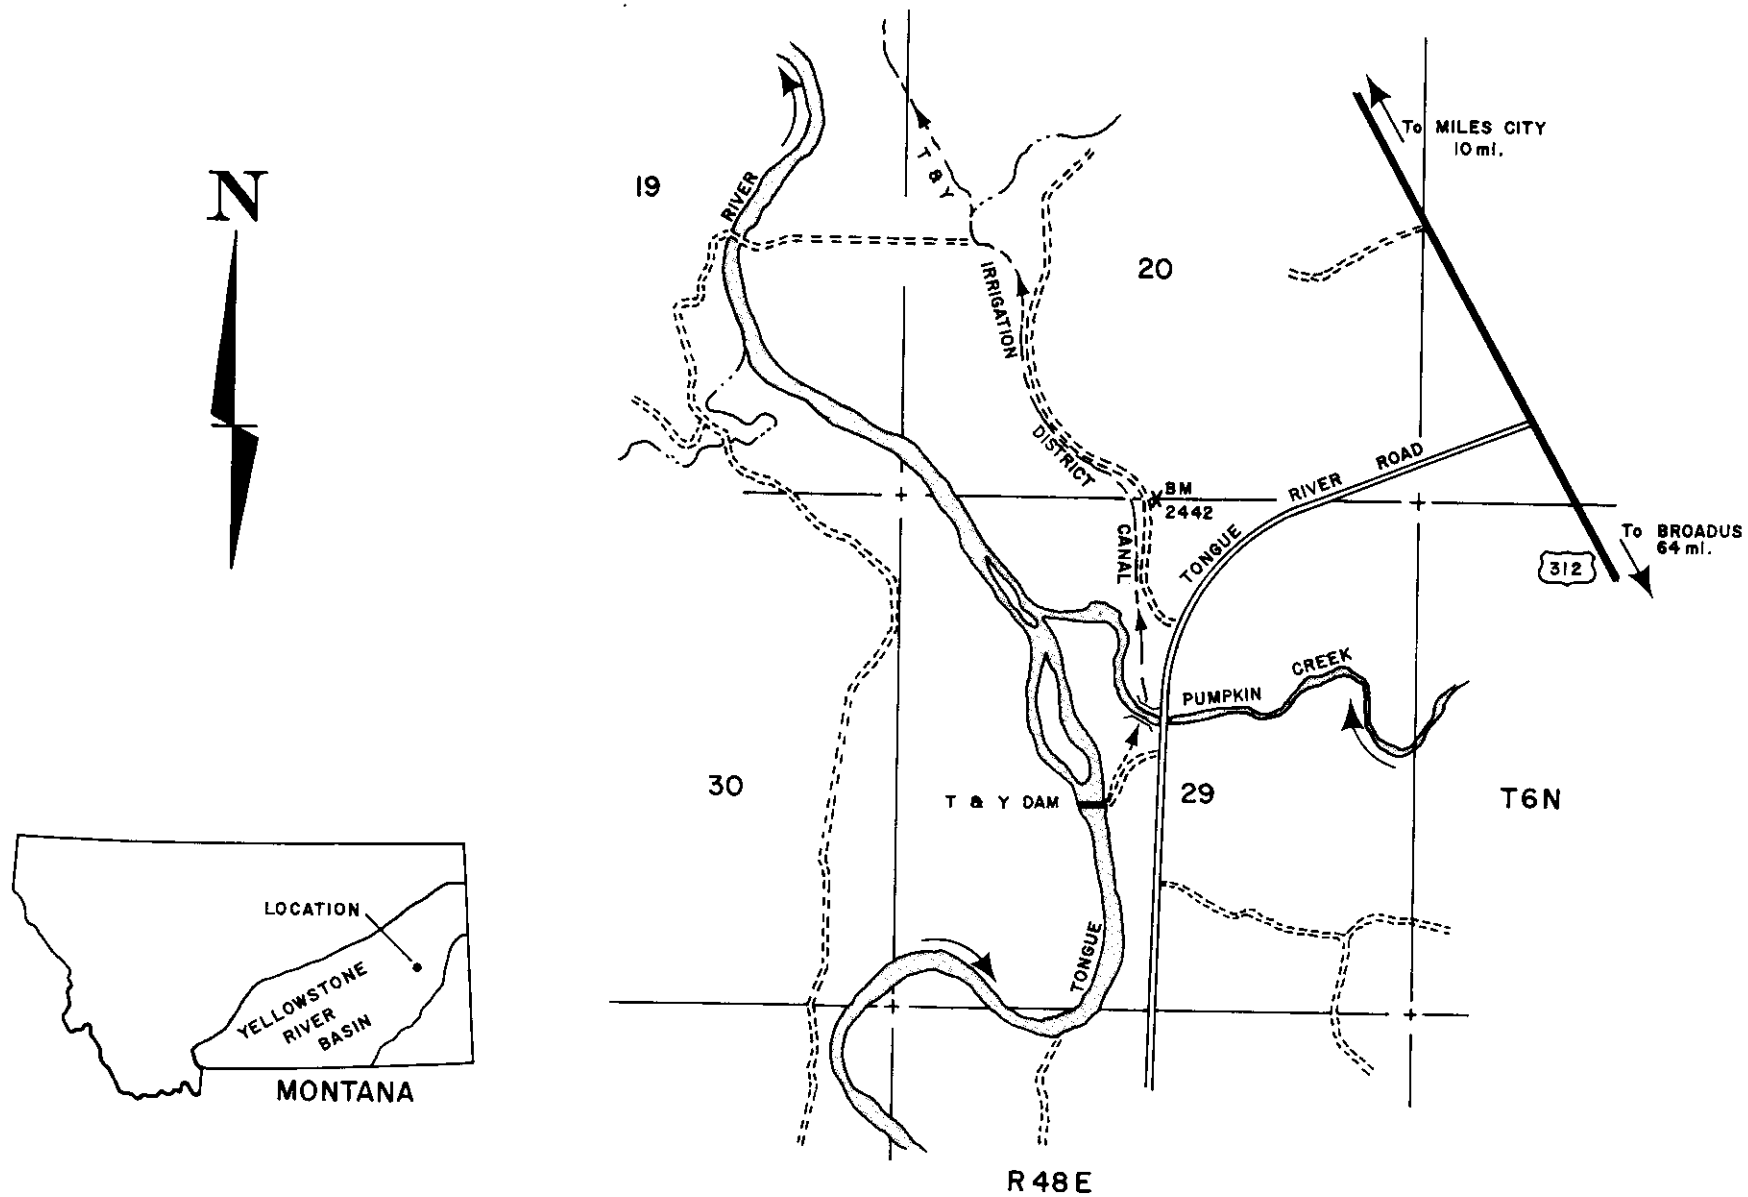 To MILES CITY
10 mi.
N
19
RIVER
T & Y
20
IRRIGATION
DISTRICT
CANAL
BM
2442
TONGUE RIVER ROAD
To BROADUS
64 mi.
312
PUMPKIN CREEK
30
T & Y DAM
29
T6N
TONGUE
LOCATION
YELLOWSTONE
RIVER
BASIN
MONTANA
R 48 E